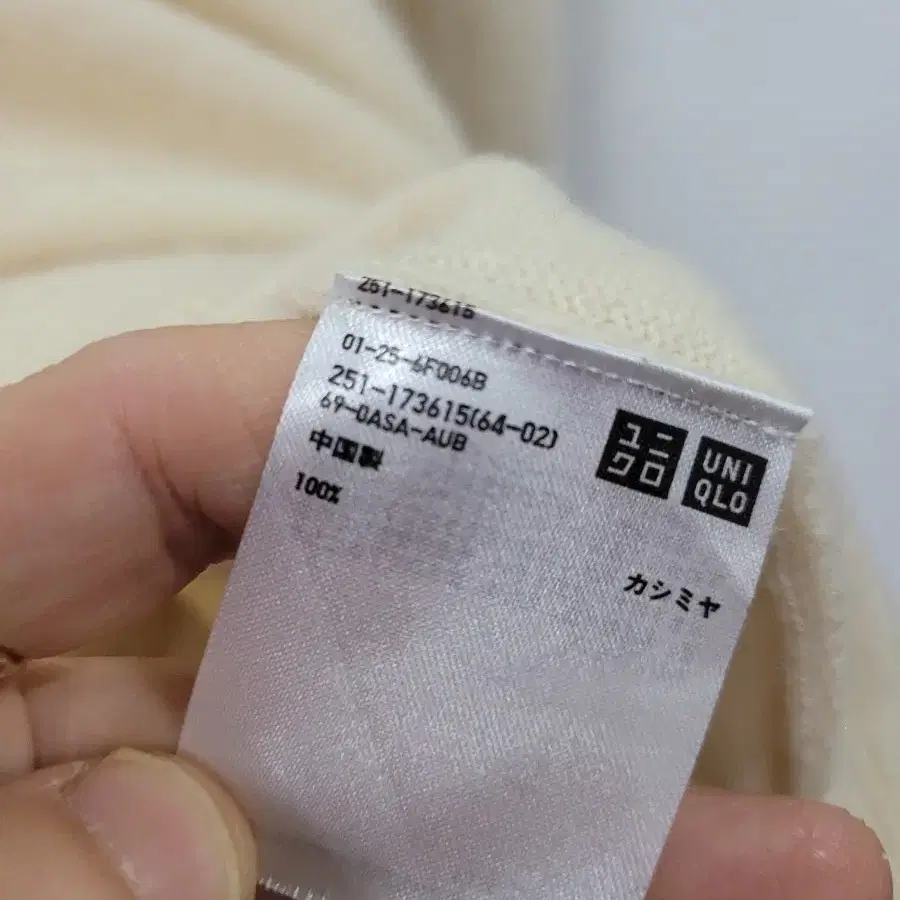 251-173615
01-25-6F006B
251-173615(64-02)
69-0ASA-AUB
中国製
100%
ユニ
クロ
UNI
QLO
カシミヤ